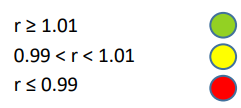 r ≥ 1.01
0.99 < r < 1.01
r ≤ 0.99